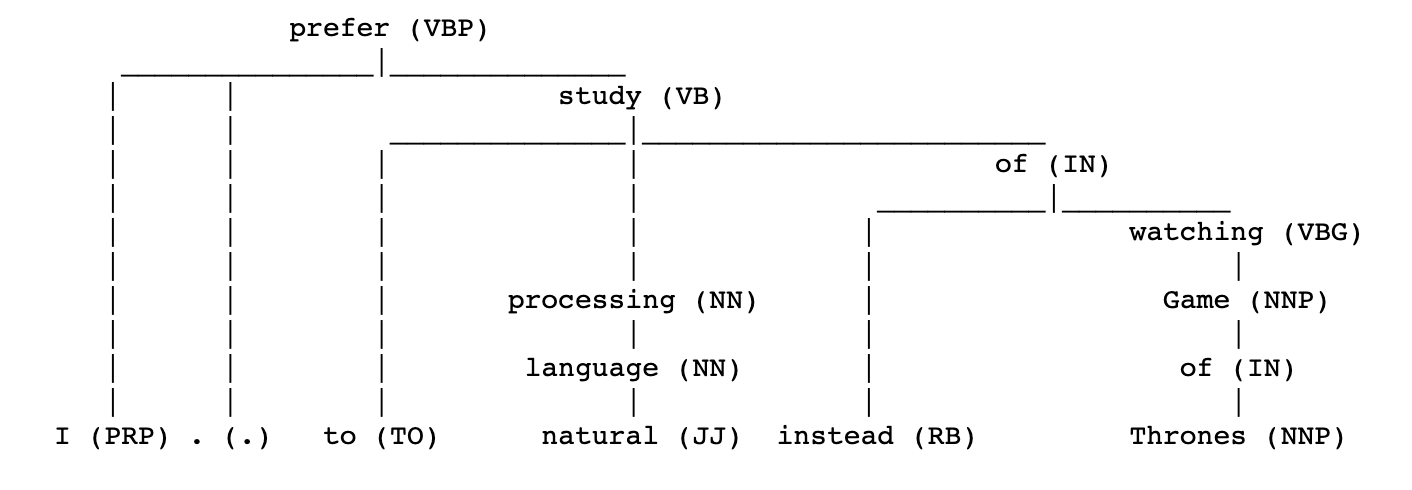 prefer (VBP)
study (VB)
of (IN)
watching (VBG)
processing (NN) Game (NNP)
language (NN) of (IN)
I (PRP) . (.) to (TO) natural (JJ) instead (RB) Thrones (NNP)